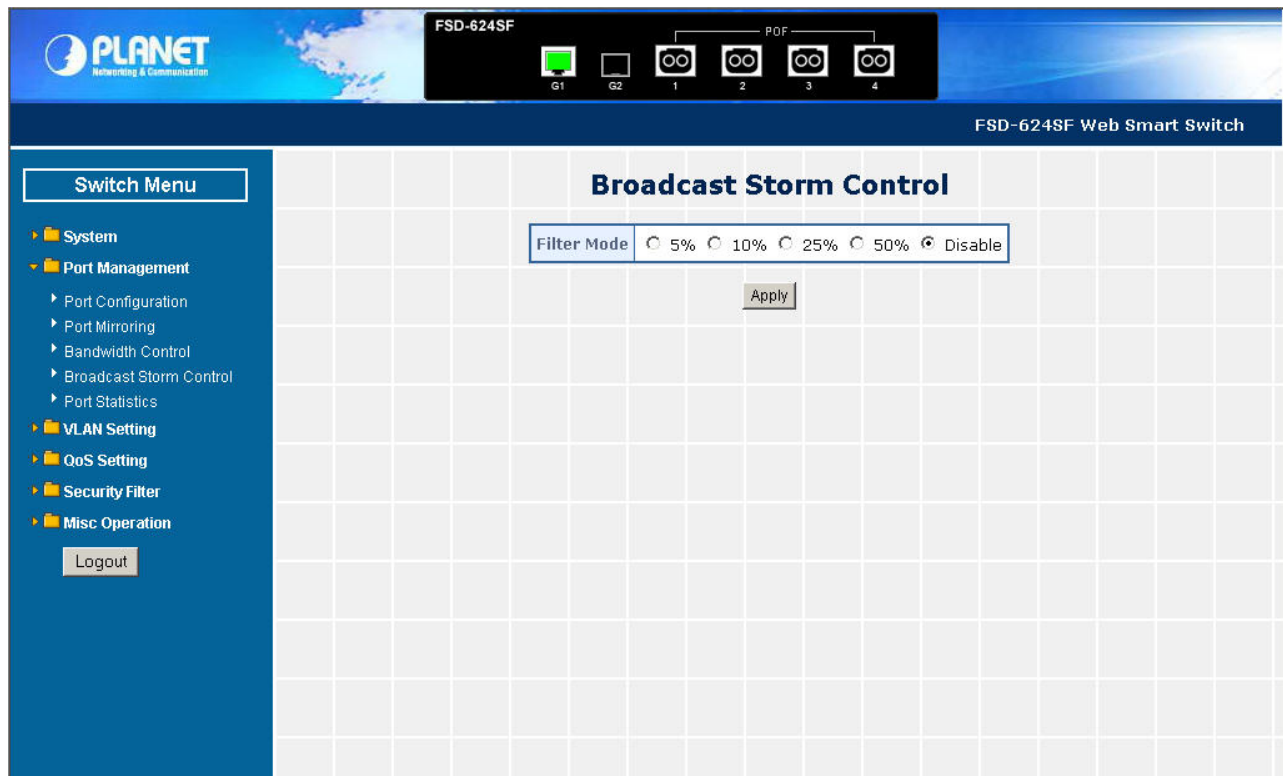 PLANET
Networking & Communication
FSD-624SF
POF
G1 G2 1 2 3 4
FSD-624SF Web Smart Switch
Switch Menu
System
Port Management
Port Configuration
Port Mirroring
Bandwidth Control
Broadcast Storm Control
Port Statistics
VLAN Setting
QoS Setting
Security Filter
Misc Operation
Logout
Broadcast Storm Control
Filter Mode 5% 10% 25% 50% Disable
Apply